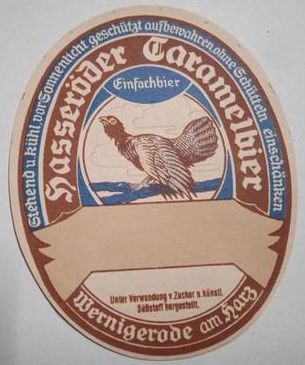 Stehend u. kühl vor Sonnenlicht geschützt aufbewahren, ohne Schütteln einschänken
Hasseröder Caramelbier
Einfachbier
Unter Verwendung v. Zucker u. künstl.
Süßstoff hergestellt.
Wernigerode am Harz